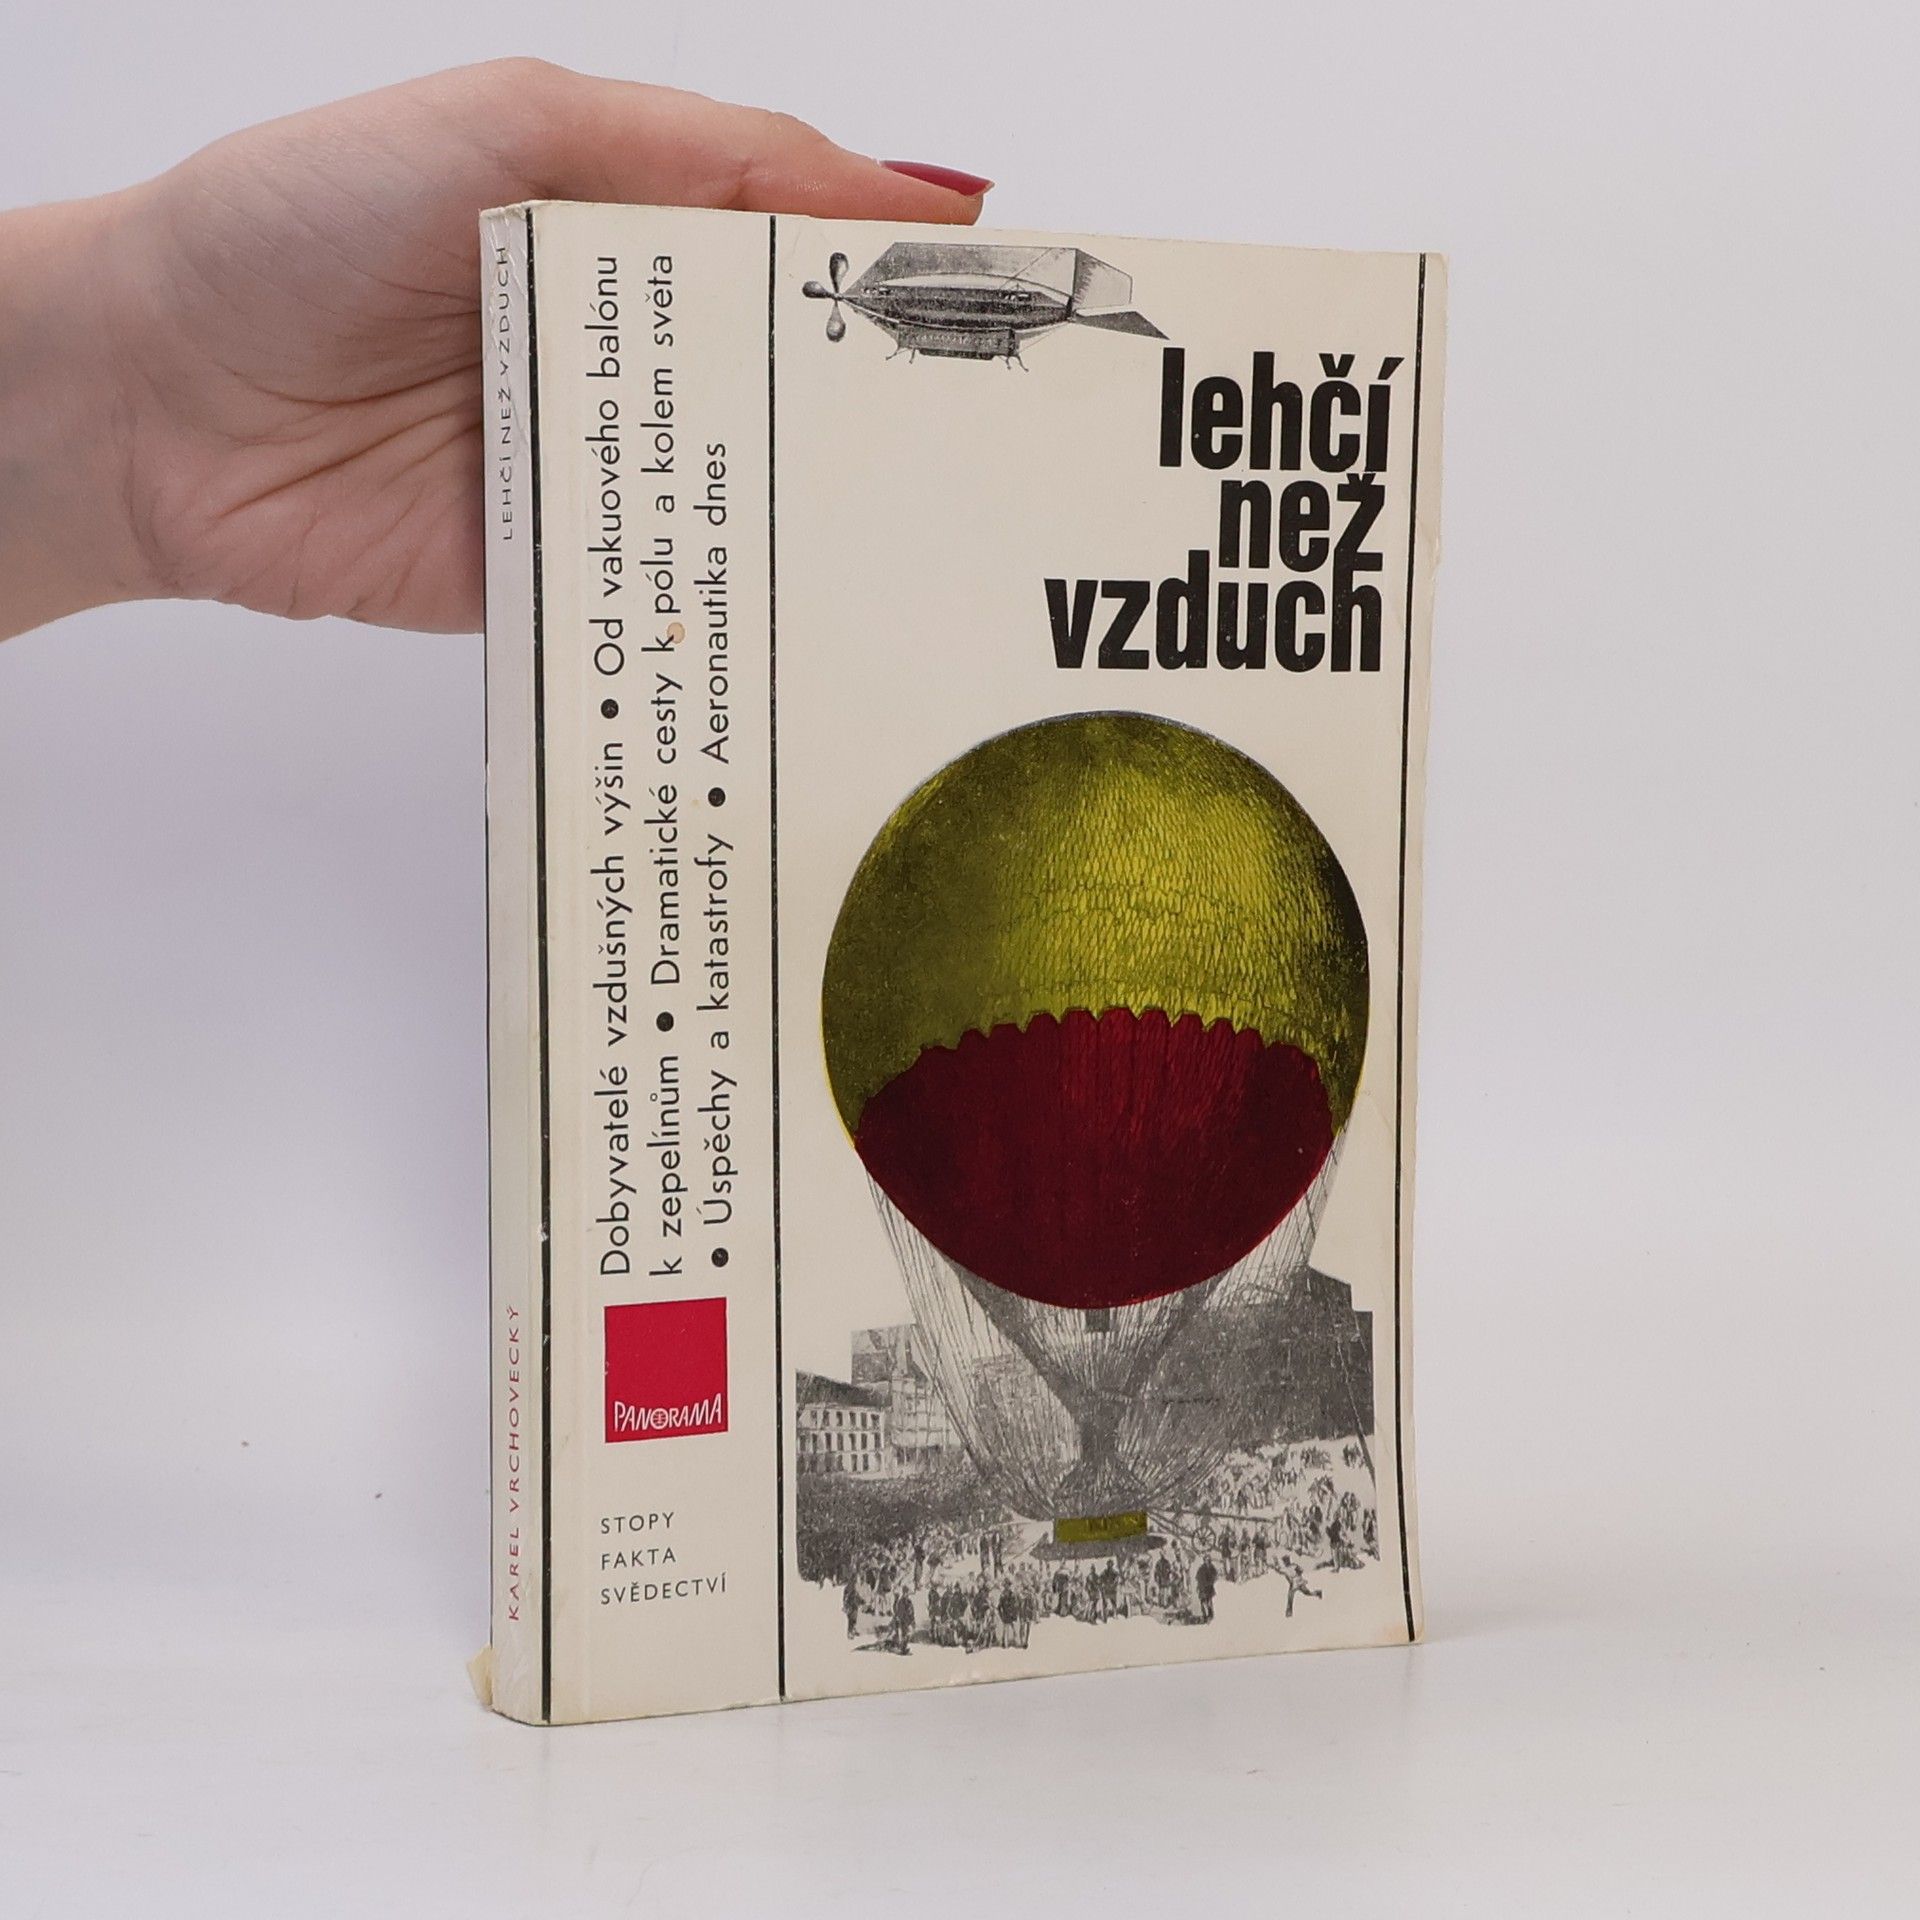 LEHČÍ NEŽ VZDUCH
KAREL VRCHOVECKÝ
Dobyvatelé vzdušných výšin • Od vakuového balónu
k zepelínům • Dramatické cesty k pólu a kolem světa
• Úspěchy a katastrofy • Aeronautika dnes
PANORAMA
STOPY
FAKTA
SVĚDECTVÍ
lehčí
než
vzduch